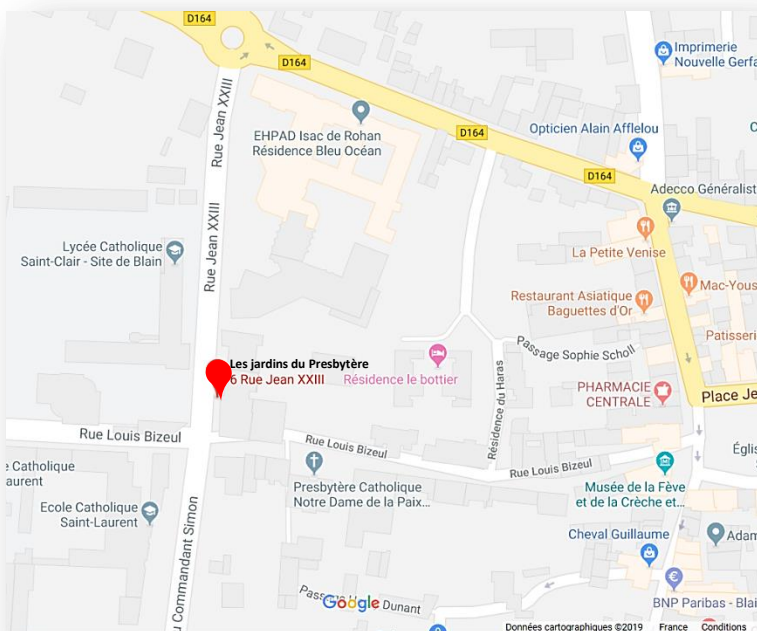 D164
Imprimerie
Nouvelle Gerfa
D164
Rue Jean XXIII
EHPAD Isac de Rohan
Résidence Bleu Océan
D164
Opticien Alain Afflelou
D164
Adecco Généralist
Lycée Catholique
Saint-Clair - Site de Blain
Rue Jean XXIII
La Petite Venise
Mac-Yous
Restaurant Asiatique
Baguettes d'Or
Patisseri
Passage Sophie Scholl
Les jardins du Presbytère
6 Rue Jean XXIII
Résidence le bottier
PHARMACIE
CENTRALE
Place Je
Résidence du Haras
Rue Louis Bizeul
Rue Louis Bizeul
Rue Louis Bizeul
Églis
e Catholique
aurent
Presbytère Catholique
Notre Dame de la Paix...
Musée de la Fève
et de la Crèche et...
Ecole Catholique
Saint-Laurent
Cheval Guillaume
Adam
u Commandant Simon
BNP Paribas - Blai
Dunant
Google
Données cartographiques ©2019 France Conditions